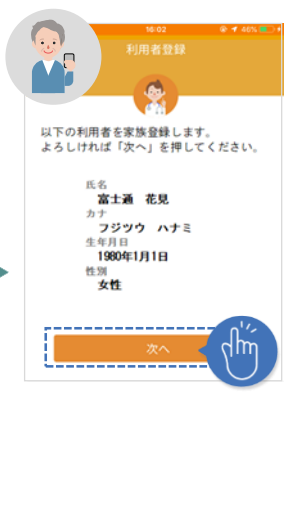 16:02
46%
利用者登録
以下の利用者を家族登録します。
よろしければ「次へ」を押してください。
氏名
富士通　花見
カナ
フジツウ　ハナミ
生年月日
1980年1月1日
性別
女性
次へ